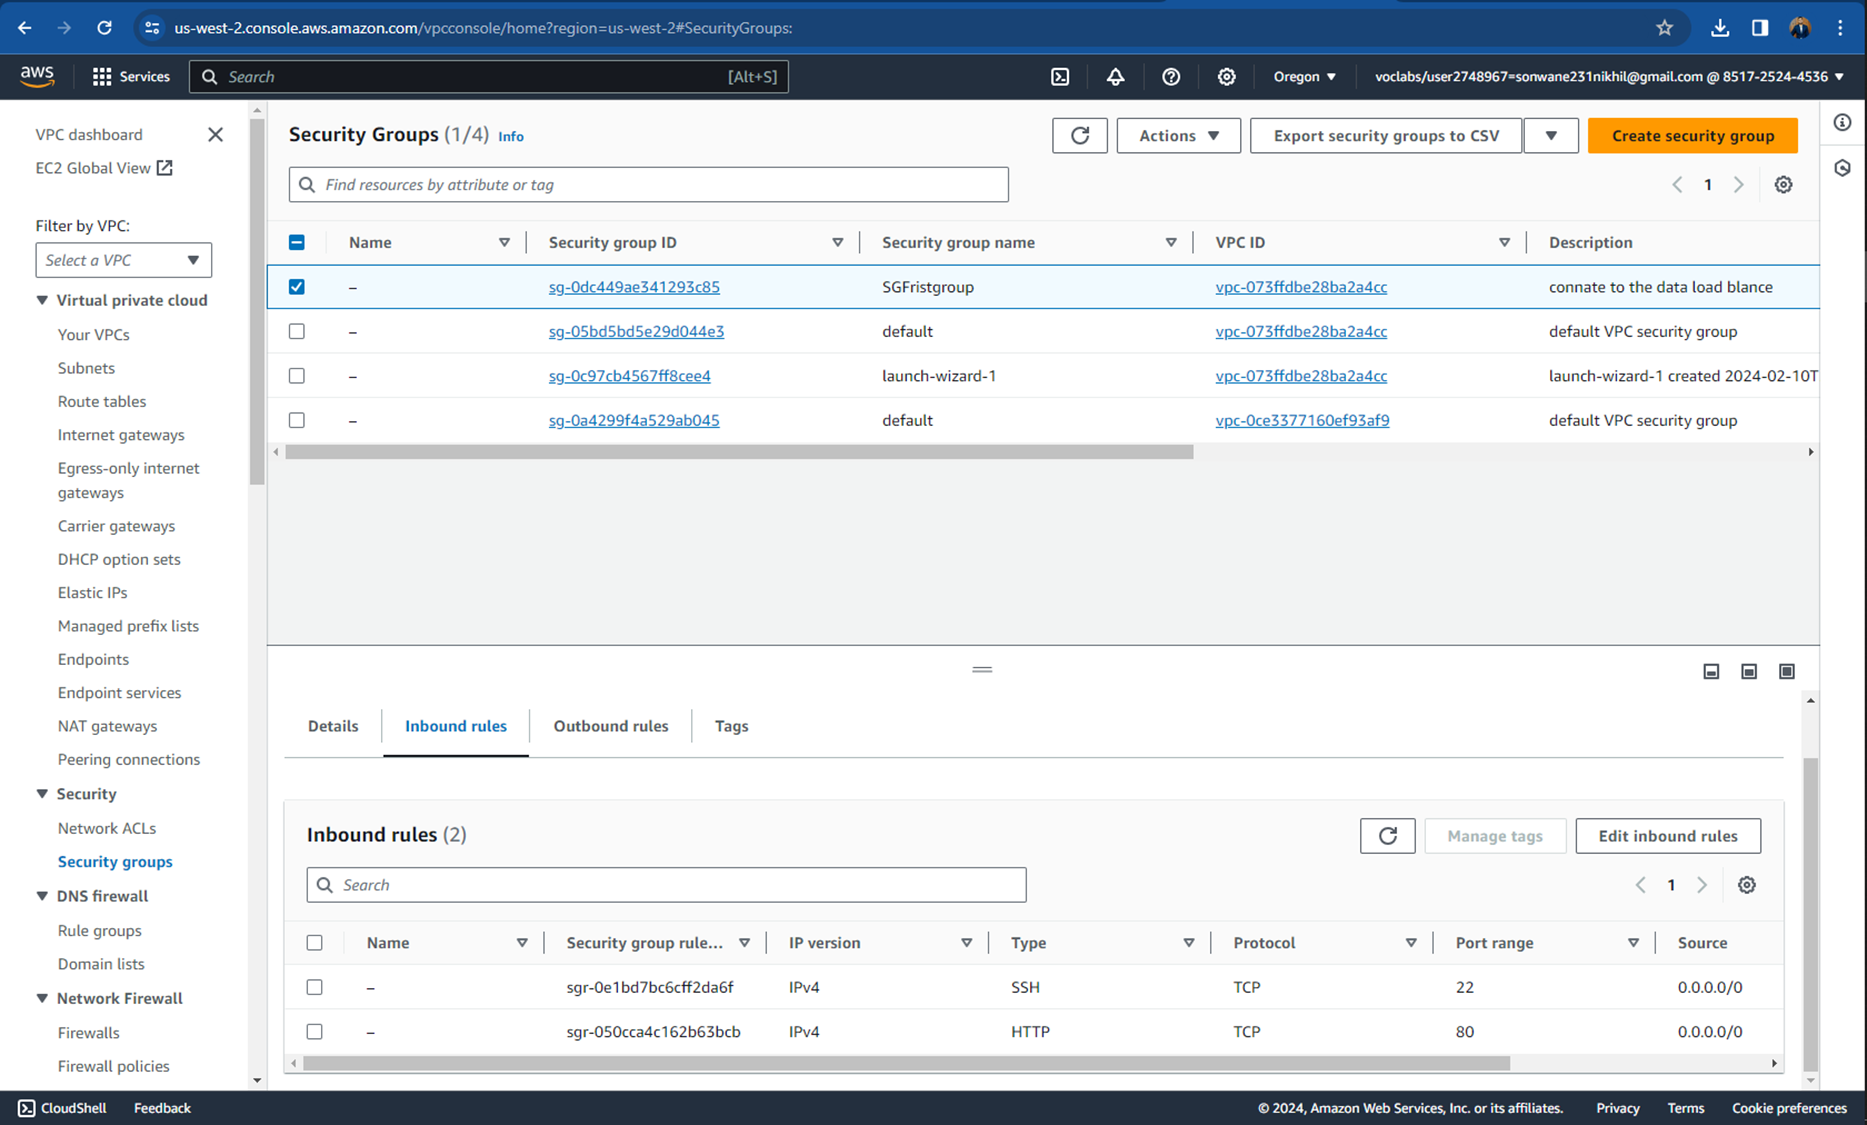 us-west-2.console.aws.amazon.com/vpcconsole/home?region=us-west-2#SecurityGroups:
aws Services Search [Alt+S] Oregon voclabs/user2748967=sonwane231nikhil@gmail.com @ 8517-2524-4536
VPC dashboard
EC2 Global View
Filter by VPC:
Select a VPC
Virtual private cloud
Your VPCs
Subnets
Route tables
Internet gateways
Egress-only internet
gateways
Carrier gateways
DHCP option sets
Elastic IPs
Managed prefix lists
Endpoints
Endpoint services
NAT gateways
Peering connections
Security
Network ACLs
Security groups
DNS firewall
Rule groups
Domain lists
Network Firewall
Firewalls
Firewall policies
Security Groups (1/4) Info
Actions Export security groups to CSV Create security group
Find resources by attribute or tag
1
Name Security group ID Security group name VPC ID Description
– sg-0dc449ae341293c85 SGFristgroup vpc-073ffdbe28ba2a4cc connate to the data load blance
– sg-05bd5bd5e29d044e3 default vpc-073ffdbe28ba2a4cc default VPC security group
– sg-0c97cb4567ff8cee4 launch-wizard-1 vpc-073ffdbe28ba2a4cc launch-wizard-1 created 2024-02-10T
– sg-0a4299f4a529ab045 default vpc-0ce3377160ef93af9 default VPC security group
Details Inbound rules Outbound rules Tags
Inbound rules (2)
Manage tags Edit inbound rules
Search
1
Name Security group rule... IP version Type Protocol Port range Source
– sgr-0e1bd7bc6cff2da6f IPv4 SSH TCP 22 0.0.0.0/0
– sgr-050cca4c162b63bcb IPv4 HTTP TCP 80 0.0.0.0/0
CloudShell Feedback © 2024, Amazon Web Services, Inc. or its affiliates. Privacy Terms Cookie preferences